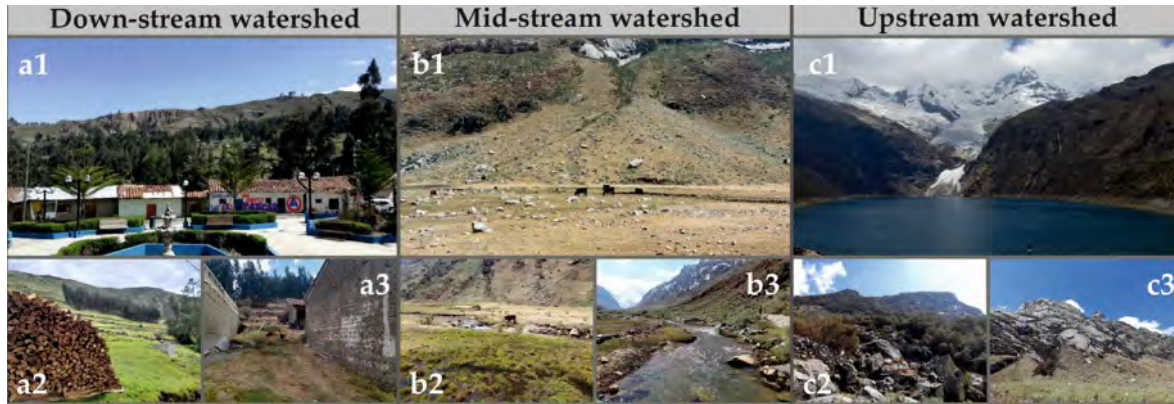 Down-stream watershed
Mid-stream watershed
Upstream watershed
a1
b1
c1
a2
a3
b2
b3
c2
c3